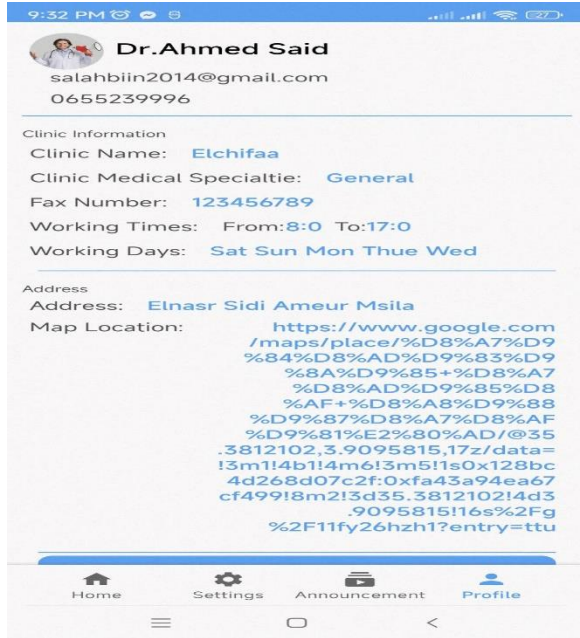 9:32 PM 27
Dr.Ahmed Said
salahbiin2014@gmail.com
0655239996
Clinic Information
Clinic Name: Elchifaa
Clinic Medical Specialtie: General
Fax Number: 123456789
Working Times: From:8:0 To:17:0
Working Days: Sat Sun Mon Thue Wed
Address
Address: Elnasr Sidi Ameur Msila
Map Location: https://www.google.com
/maps/place/%D8%A7%D9
%84%D8%AD%D9%83%D9
%8A%D9%85+%D8%A7
%D8%AD%D9%85%D8
%AF+%D8%A8%D9%88
%D9%87%D8%A7%D8%AF
%D9%81%E2%80%AD/@35
.3812102,3.9095815,17z/data=
!3m1!4b1!4m6!3m5!1s0x128bc
4d268d07c2f:0xfa43a94ea67
cf499!8m2!3d35.3812102!4d3
.9095815!16s%2Fg
%2F11fy26hzh1?entry=ttu
Home Settings Announcement Profile